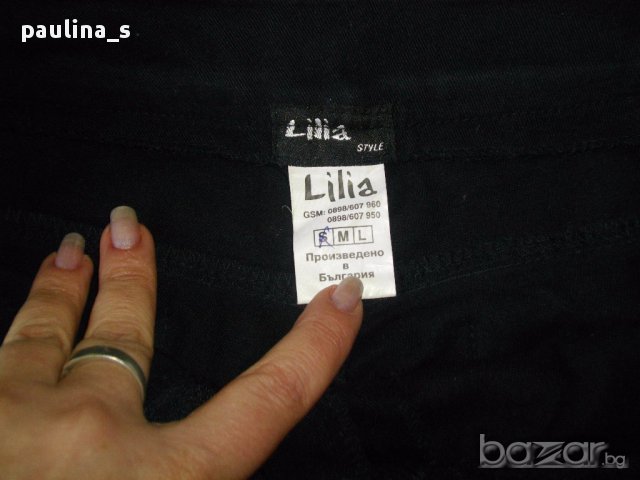 paulina_s
Lilia
STYLE
Lilia
GSM: 0898/607 960
0898/607 950
S M L
Произведено
в
България
bazar.bg